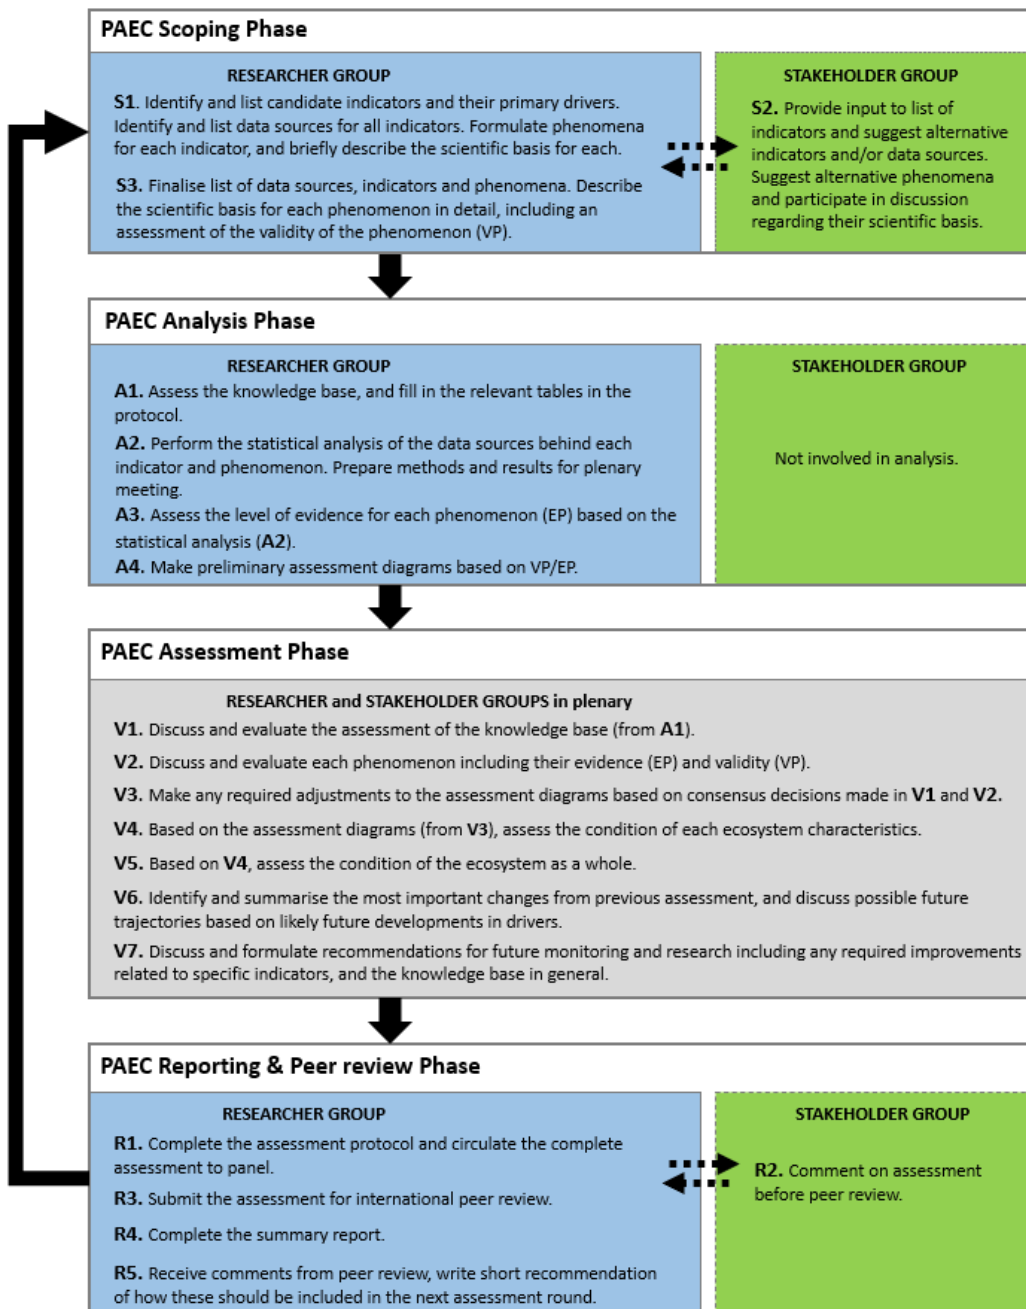 PAEC Scoping Phase
RESEARCHER GROUP
S1. Identify and list candidate indicators and their primary drivers.
Identify and list data sources for all indicators. Formulate phenomena
for each indicator, and briefly describe the scientific basis for each.
S3. Finalise list of data sources, indicators and phenomena. Describe
the scientific basis for each phenomenon in detail, including an
assessment of the validity of the phenomenon (VP).
STAKEHOLDER GROUP
S2. Provide input to list of
indicators and suggest alternative
indicators and/or data sources.
Suggest alternative phenomena
and participate in discussion
regarding their scientific basis.
PAEC Analysis Phase
RESEARCHER GROUP
A1. Assess the knowledge base, and fill in the relevant tables in the
protocol.
A2. Perform the statistical analysis of the data sources behind each
indicator and phenomenon. Prepare methods and results for plenary
meeting.
A3. Assess the level of evidence for each phenomenon (EP) based on the
statistical analysis (A2).
A4. Make preliminary assessment diagrams based on VP/EP.
STAKEHOLDER GROUP
Not involved in analysis.
PAEC Assessment Phase
RESEARCHER and STAKEHOLDER GROUPS in plenary
V1. Discuss and evaluate the assessment of the knowledge base (from A1).
V2. Discuss and evaluate each phenomenon including their evidence (EP) and validity (VP).
V3. Make any required adjustments to the assessment diagrams based on consensus decisions made in V1 and V2.
V4. Based on the assessment diagrams (from V3), assess the condition of each ecosystem characteristics.
V5. Based on V4, assess the condition of the ecosystem as a whole.
V6. Identify and summarise the most important changes from previous assessment, and discuss possible future
trajectories based on likely future developments in drivers.
V7. Discuss and formulate recommendations for future monitoring and research including any required improvements
related to specific indicators, and the knowledge base in general.
PAEC Reporting & Peer review Phase
RESEARCHER GROUP
R1. Complete the assessment protocol and circulate the complete
assessment to panel.
R3. Submit the assessment for international peer review.
R4. Complete the summary report.
R5. Receive comments from peer review, write short recommendation
of how these should be included in the next assessment round.
STAKEHOLDER GROUP
R2. Comment on assessment
before peer review.